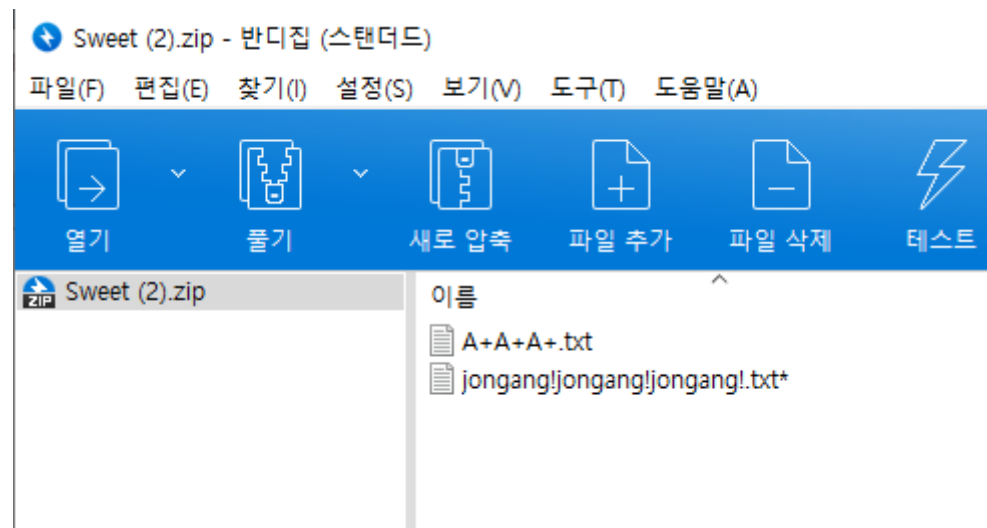 Sweet (2).zip - 반디집 (스탠더드)
파일(F) 편집(E) 찾기(I) 설정(S) 보기(V) 도구(T) 도움말(A)
열기 풀기 새로 압축 파일 추가 파일 삭제 테스트
ZIP Sweet (2).zip
이름
A+A+A+.txt
jongang!jongang!jongang!.txt*